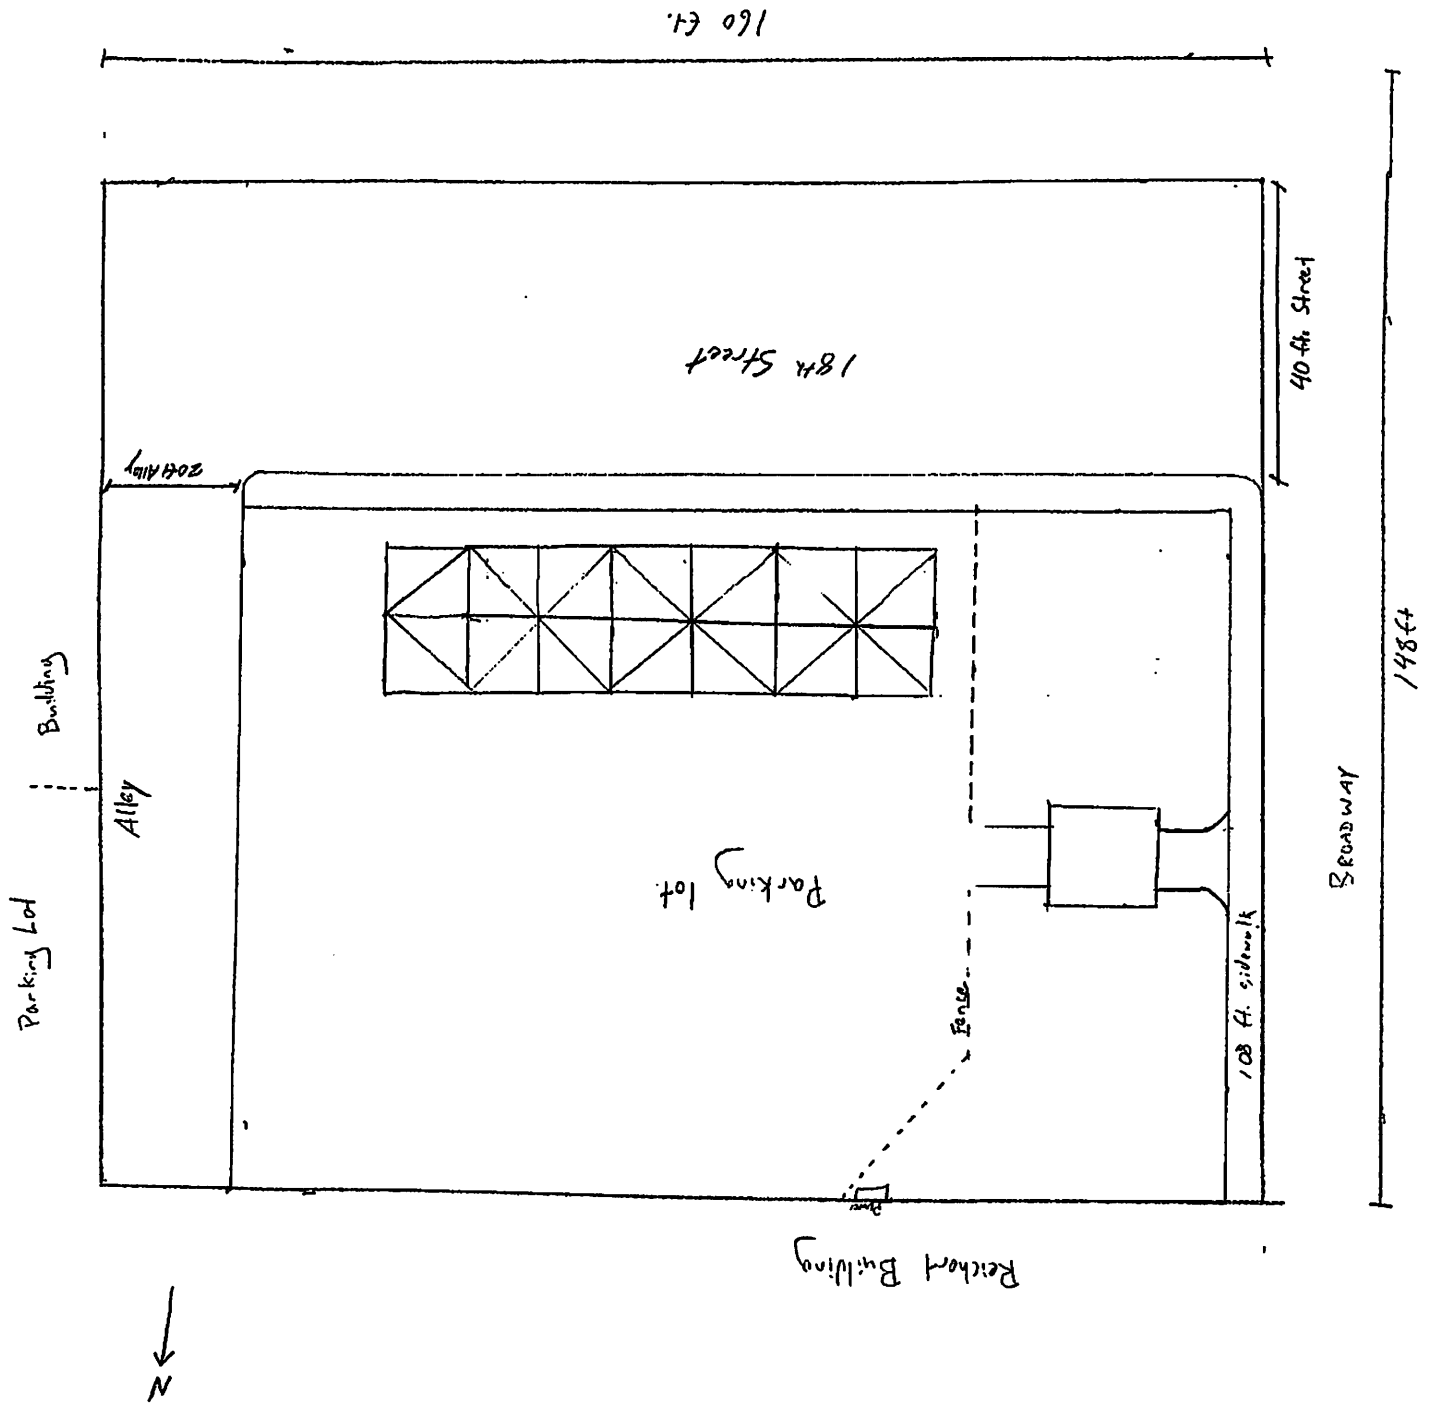 160 ft.
18th Street
40 ft. Street
20 ft Alley
148 ft
Building
Alley
Parking Lot
Parking lot.
BROADWAY
Fence
108 ft. sidewalk
Reichert Building
N